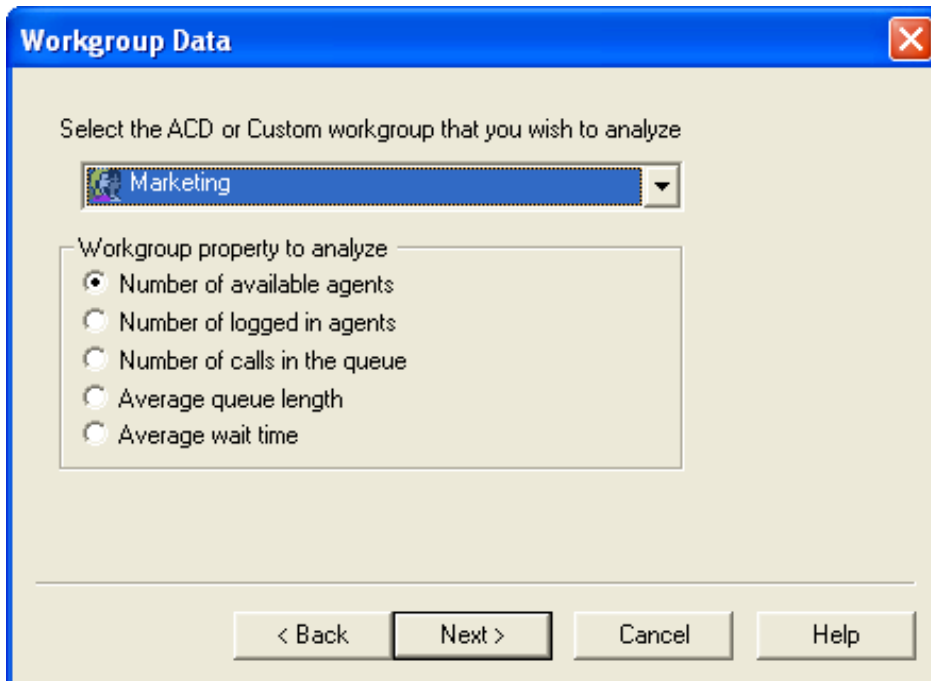 Workgroup Data
Select the ACD or Custom workgroup that you wish to analyze
Marketing
Workgroup property to analyze
Number of available agents
Number of logged in agents
Number of calls in the queue
Average queue length
Average wait time
< Back Next > Cancel Help